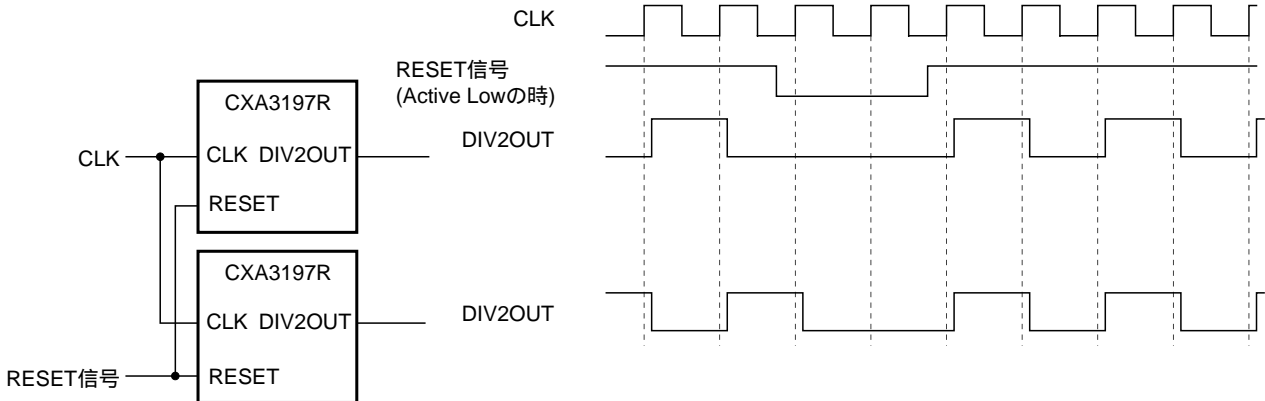 CLK
RESET信号
(Active Lowの時)
DIV2OUT
DIV2OUT
CXA3197R
CLK DIV2OUT
RESET
CLK
CXA3197R
CLK DIV2OUT
RESET
RESET信号